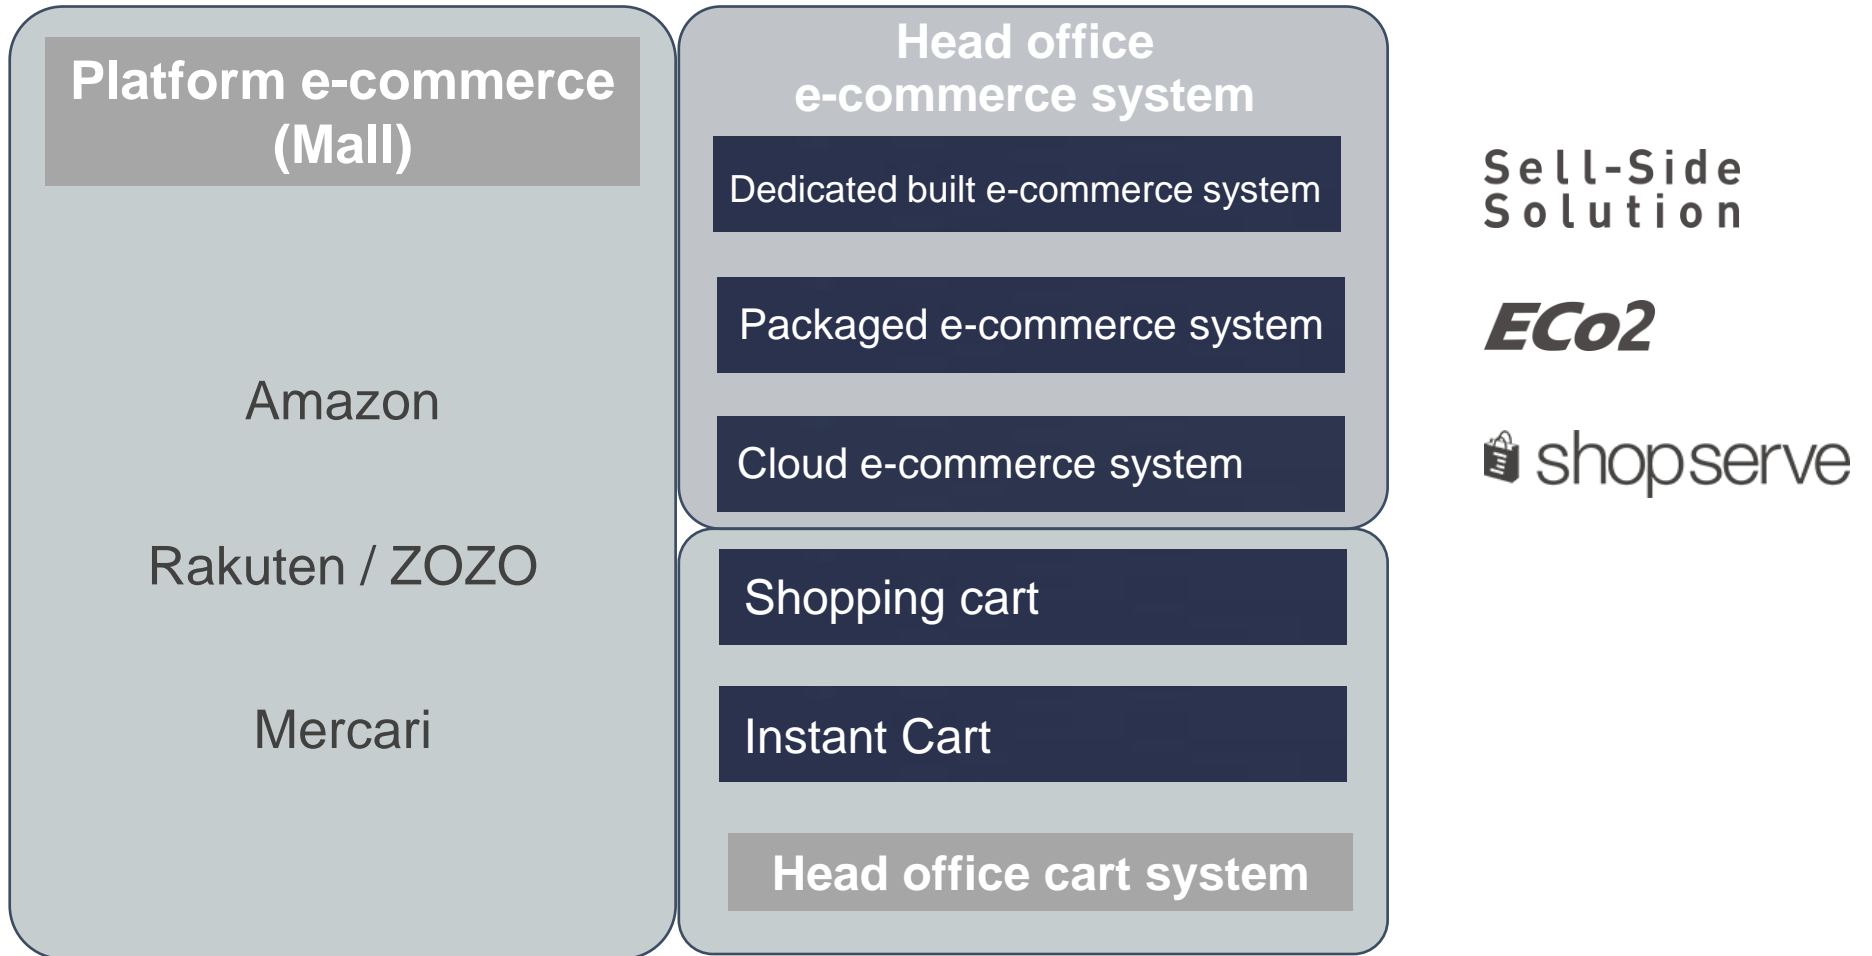 Platform e-commerce
(Mall)
Amazon
Rakuten / ZOZO
Mercari
Head office
e-commerce system
Dedicated built e-commerce system
Packaged e-commerce system
Cloud e-commerce system
Shopping cart
Instant Cart
Head office cart system
Sell-Side
Solution
ECo2
shopserve